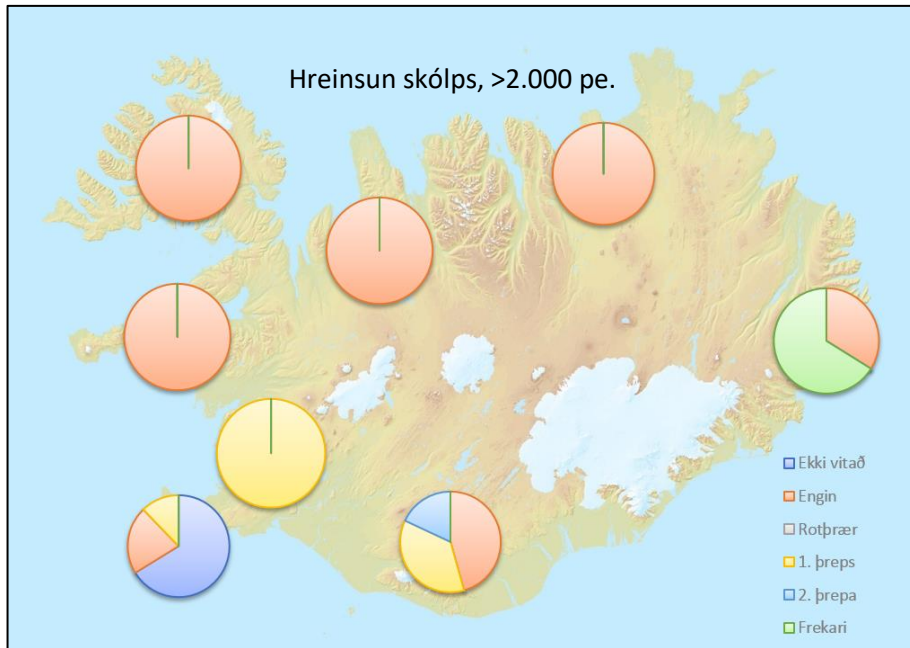 Hreinsun skólps, >2.000 pe.
Ekki vitað
Engin
Rotþrær
1. þreps
2. þrepa
Frekari